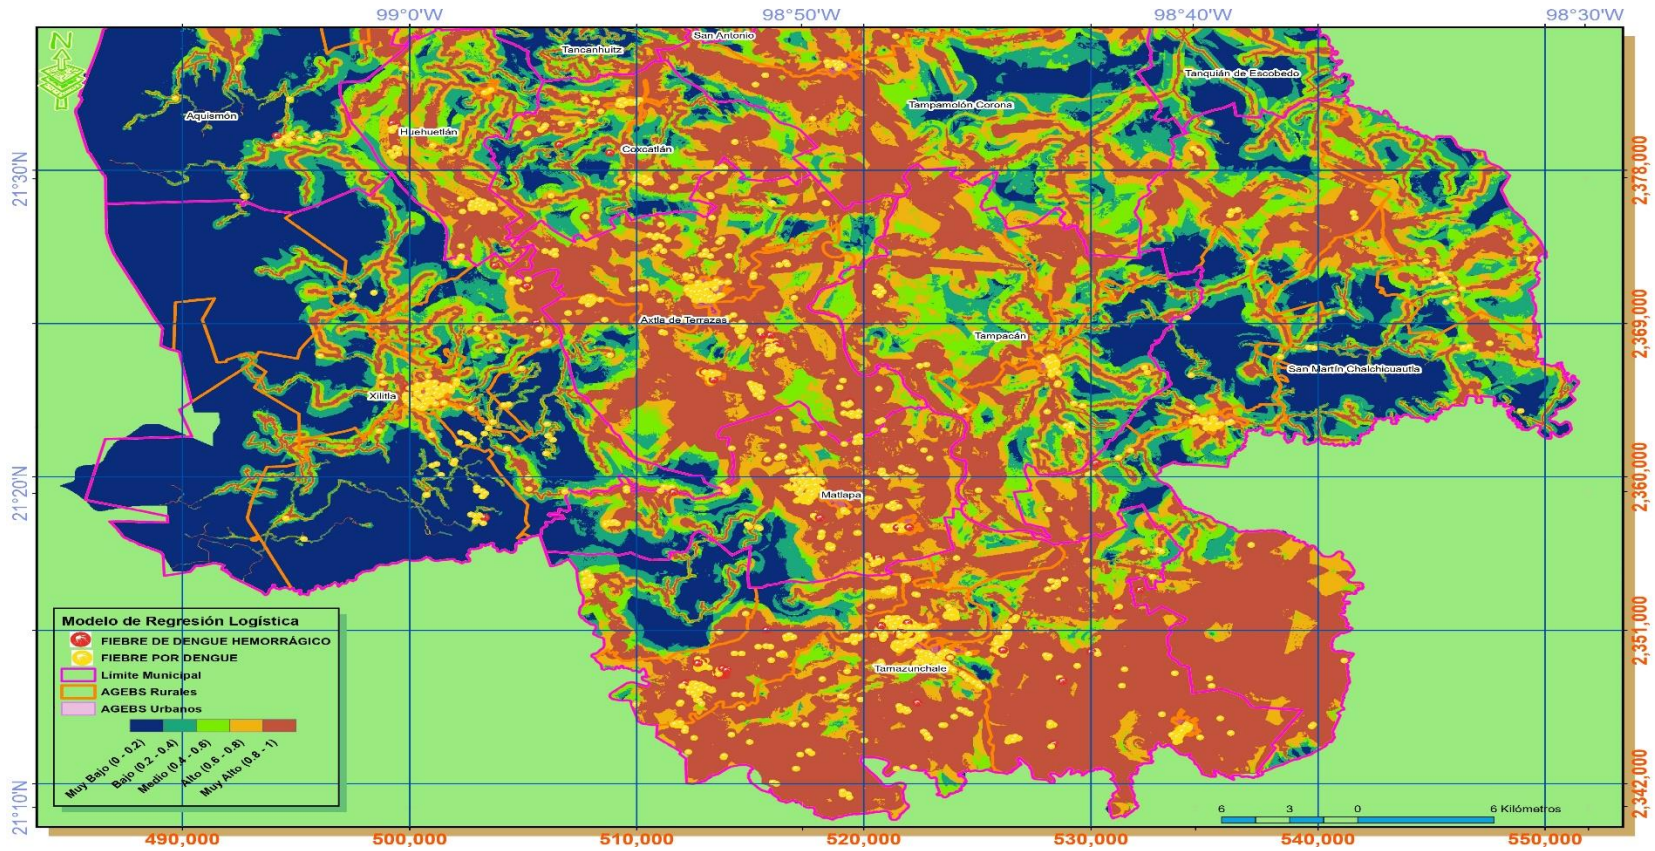 99°0'W 98°50'W 98°40'W 98°30'W
N
San Antonio
Tancanhuitz
Tanquián de Escobedo
Tampamolón Corona
Aquismón
Huehuetlán
Coxcatlán
21°30'N
2,378,000
Axtla de Terrazas
Tampacán
2,369,000
San Martín Chalchicuautla
Xilitla
21°20'N
Matlapa
2,360,000
Modelo de Regresión Logística
FIEBRE DE DENGUE HEMORRÁGICO
FIEBRE POR DENGUE
Límite Municipal
AGEBS Rurales
AGEBS Urbanos
Muy Bajo (0 - 0.2)
Bajo (0.2 - 0.4)
Medio (0.4 - 0.6)
Alto (0.6 - 0.8)
Muy Alto (0.8 - 1)
2,351,000
Tamazunchale
21°10'N
2,342,000
6 3 0 6 Kilómetros
490,000 500,000 510,000 520,000 530,000 540,000 550,000